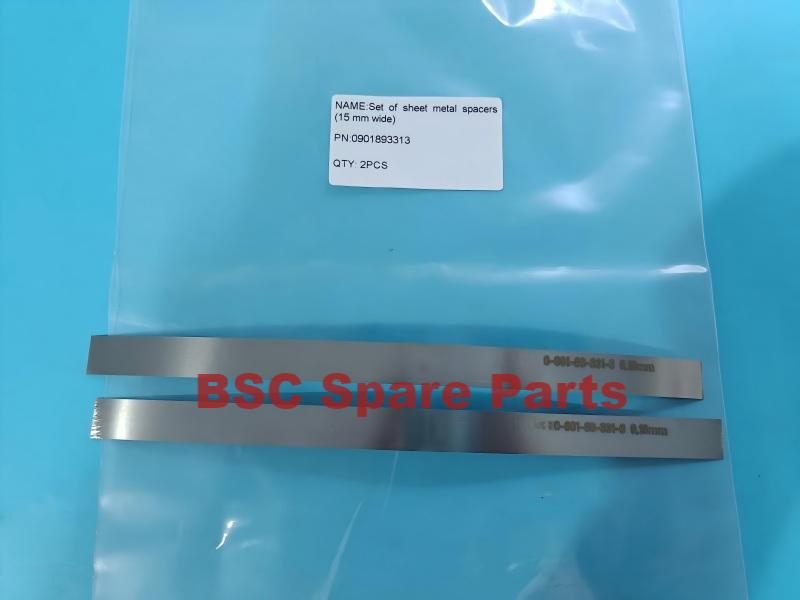 NAME:Set of sheet metal spacers
(15 mm wide)
PN:0901893313
QTY: 2PCS
BSC Spare Parts